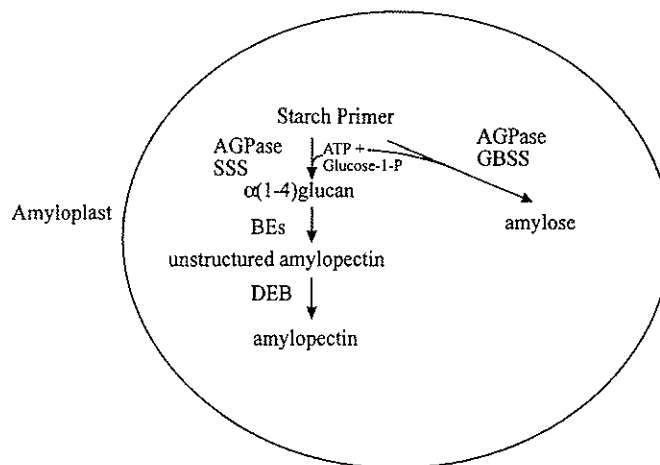 Starch Primer
AGPase
SSS
ATP +
Glucose-1-P
AGPase
GBSS
α(1-4)glucan
Amyloplast
amylose
BEs
unstructured amylopectin
DEB
amylopectin